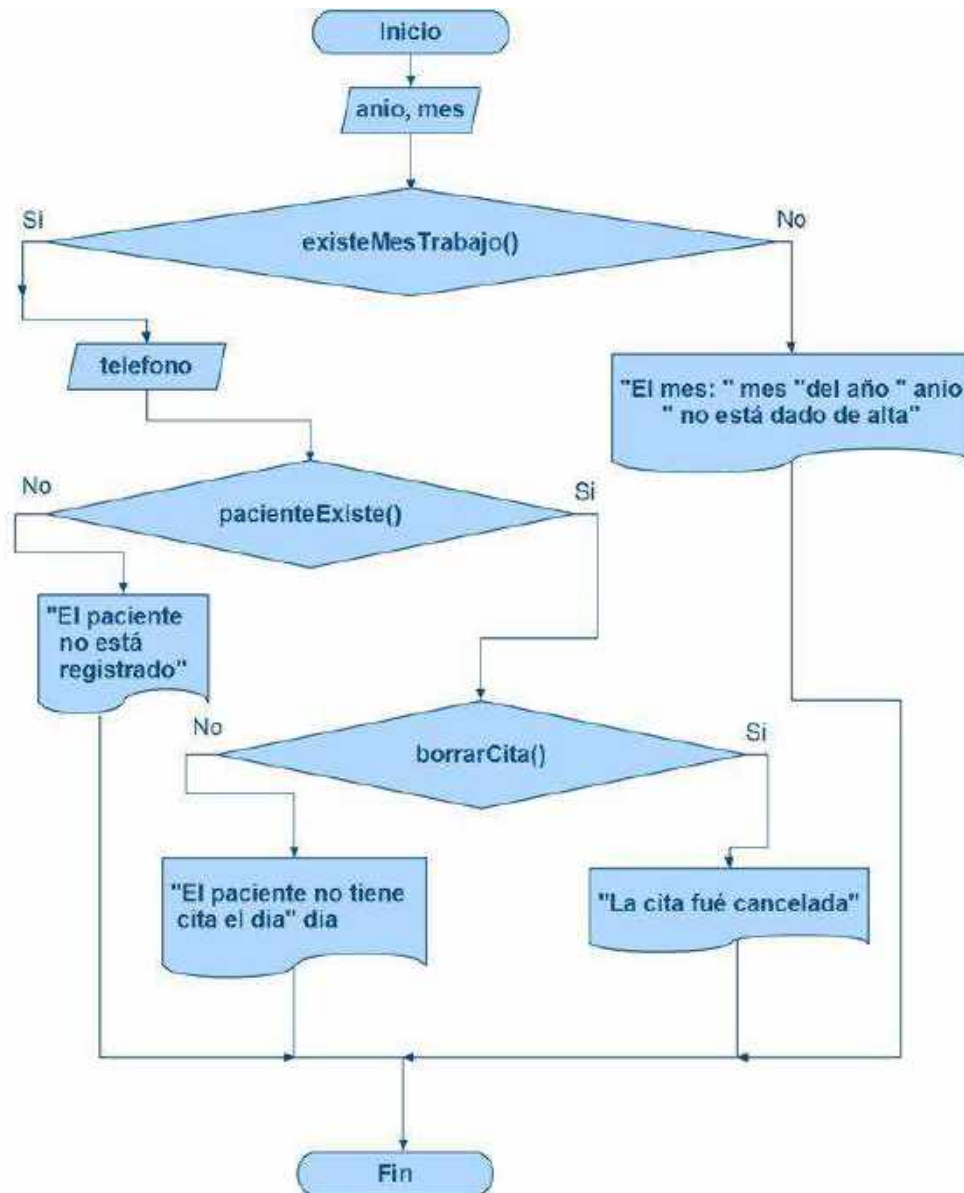 Inicio
anio, mes
Si
No
existeMesTrabajo()
telefono
"El mes: " mes "del año " anio
" no está dado de alta"
No
Si
pacienteExiste()
"El paciente
no está
registrado"
No
Si
borrarCita()
"El paciente no tiene
cita el dia" dia
"La cita fué cancelada"
Fin